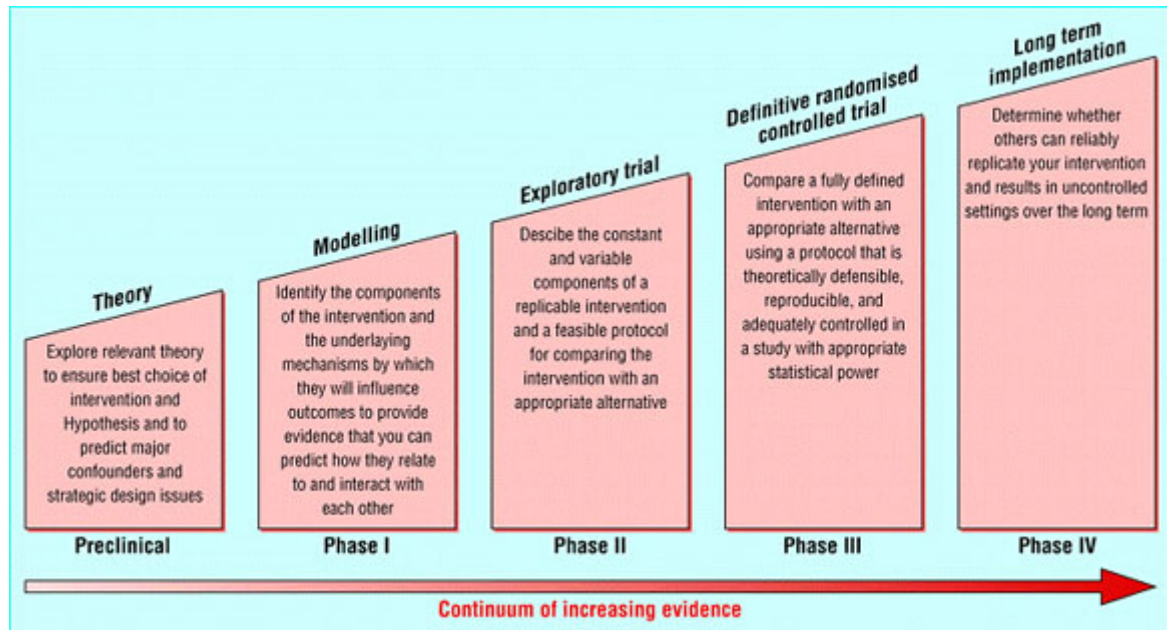 Theory
Explore relevant theory
to ensure best choice of
intervention and
Hypothesis and to
predict major
confounders and
strategic design issues
Preclinical
Modelling
Identify the components
of the intervention and
the underlaying
mechanisms by which
they will influence
outcomes to provide
evidence that you can
predict how they relate
to and interact with
each other
Phase I
Exploratory trial
Descibe the constant
and variable
components of a
replicable intervention
and a feasible protocol
for comparing the
intervention with an
appropriate alternative
Phase II
Definitive randomised
controlled trial
Compare a fully defined
intervention with an
appropriate alternative
using a protocol that is
theoretically defensible,
reproducible, and
adequately controlled in
a study with appropriate
statistical power
Phase III
Long term
implementation
Determine whether
others can reliably
replicate your intervention
and results in uncontrolled
settings over the long term
Phase IV
Continuum of increasing evidence